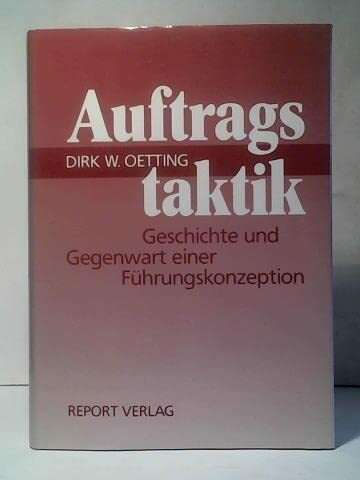 Auftrags
DIRK W. OETTING
taktik
Geschichte und
Gegenwart einer
Führungskonzeption
REPORT VERLAG